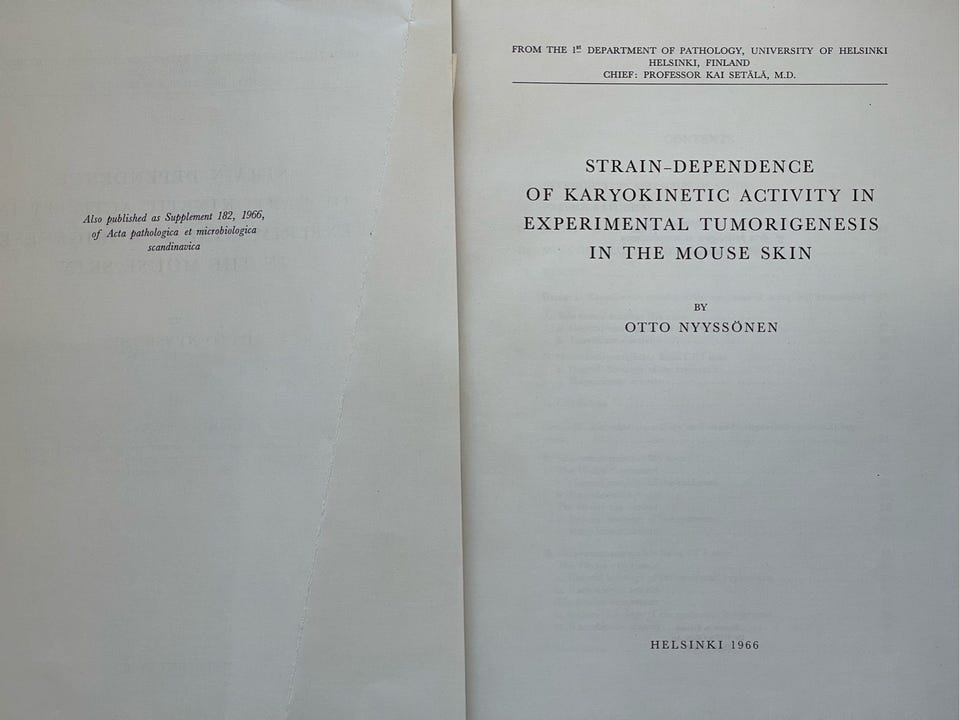 Also published as Supplement 182, 1966,
of Acta pathologica et microbiologica
scandinavica
FROM THE 1st DEPARTMENT OF PATHOLOGY, UNIVERSITY OF HELSINKI
HELSINKI, FINLAND
CHIEF: PROFESSOR KAI SETÄLÄ, M.D.
STRAIN-DEPENDENCE
OF KARYOKINETIC ACTIVITY IN
EXPERIMENTAL TUMORIGENESIS
IN THE MOUSE SKIN
BY
OTTO NYYSSÖNEN
HELSINKI 1966